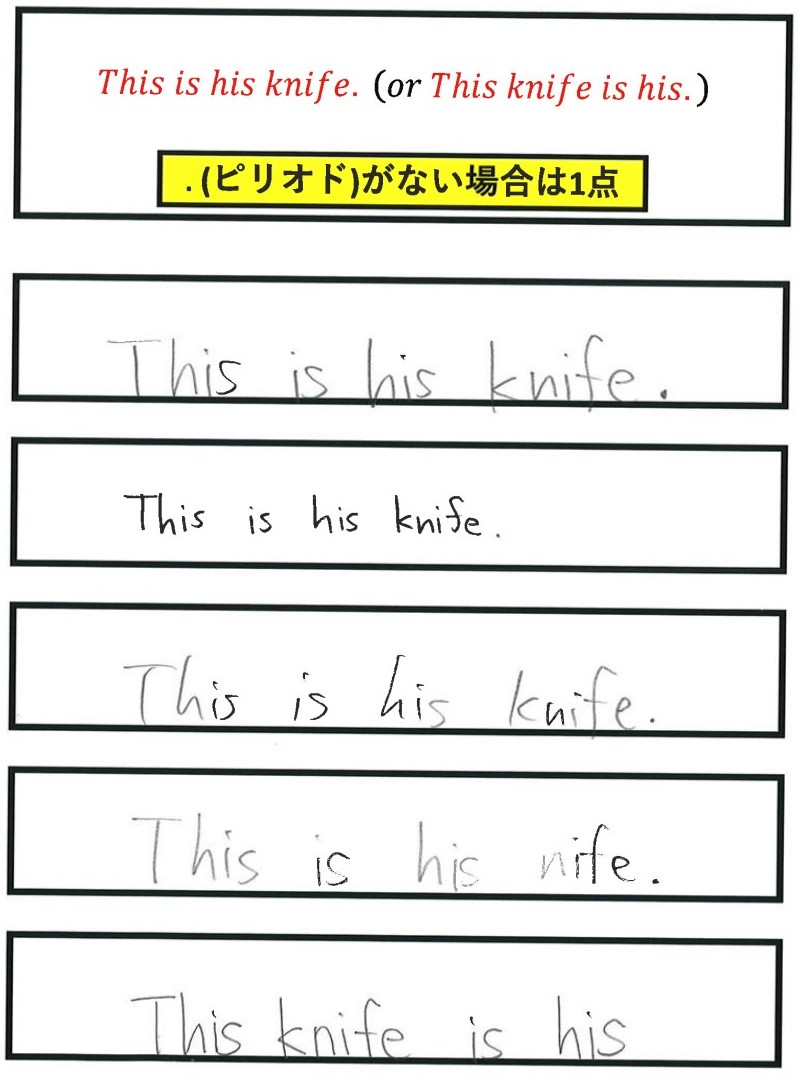 This is his knife. (or This knife is his.)
. (ピリオド)がない場合は1点
This is his knife.
This is his knife.
This is his knife.
This is his nife.
This knife is his